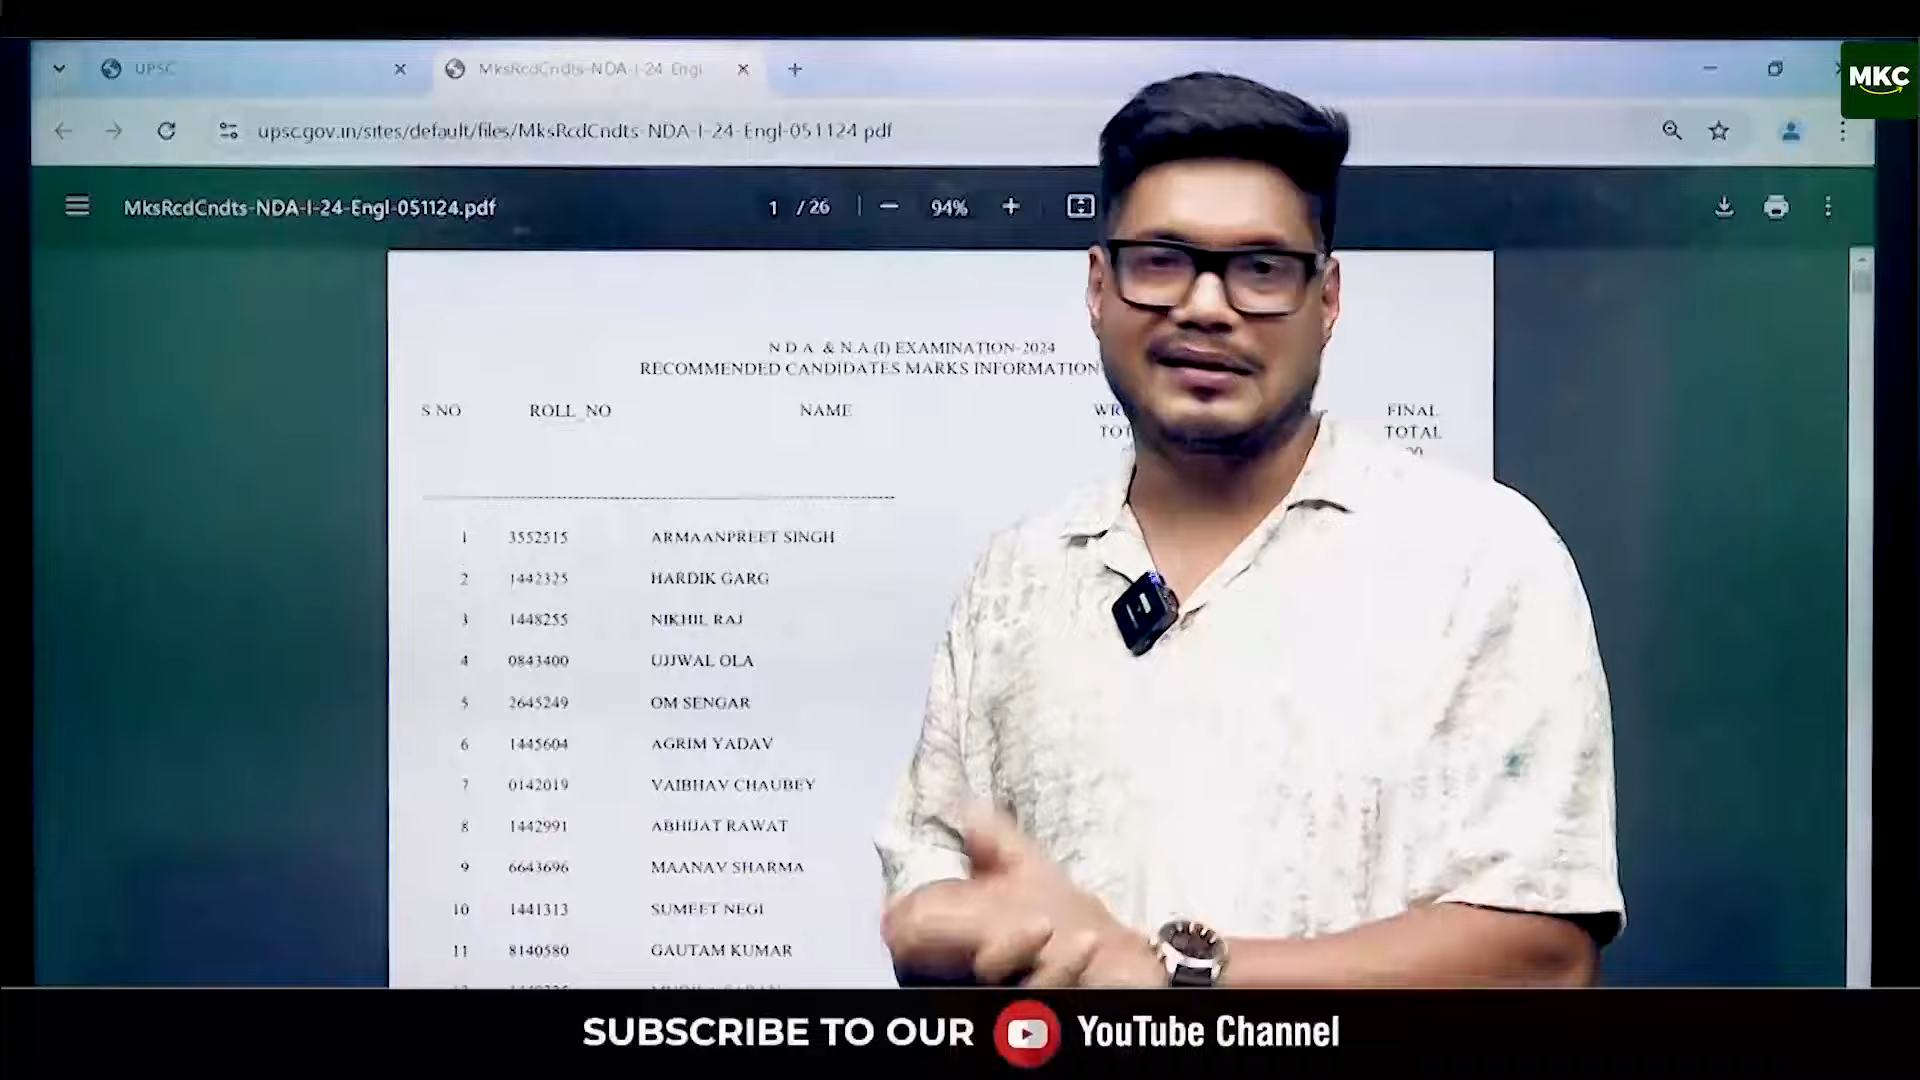 UPSC
MksRcdCndts-NDA-I-24-Engl
MKC
upsc.gov.in/sites/default/files/MksRcdCndts-NDA-I-24-Engl-051124.pdf
MksRcdCndts-NDA-I-24-Engl-051124.pdf
1 / 26
94%
N D A & N.A.(I) EXAMINATION-2024
RECOMMENDED CANDIDATES MARKS INFORMATION
S NO ROLL_NO NAME FINAL
TOTAL
1 3552515 ARMAANPREET SINGH
2 1442325 HARDIK GARG
3 1448255 NIKHIL RAJ
4 0843400 UJJWAL OLA
5 2645249 OM SENGAR
6 1445604 AGRIM YADAV
7 0142019 VAIBHAV CHAUBEY
8 1442991 ABHIJAT RAWAT
9 6643696 MAANAV SHARMA
10 1441313 SUMEET NEGI
11 8140580 GAUTAM KUMAR
SUBSCRIBE TO OUR YouTube Channel